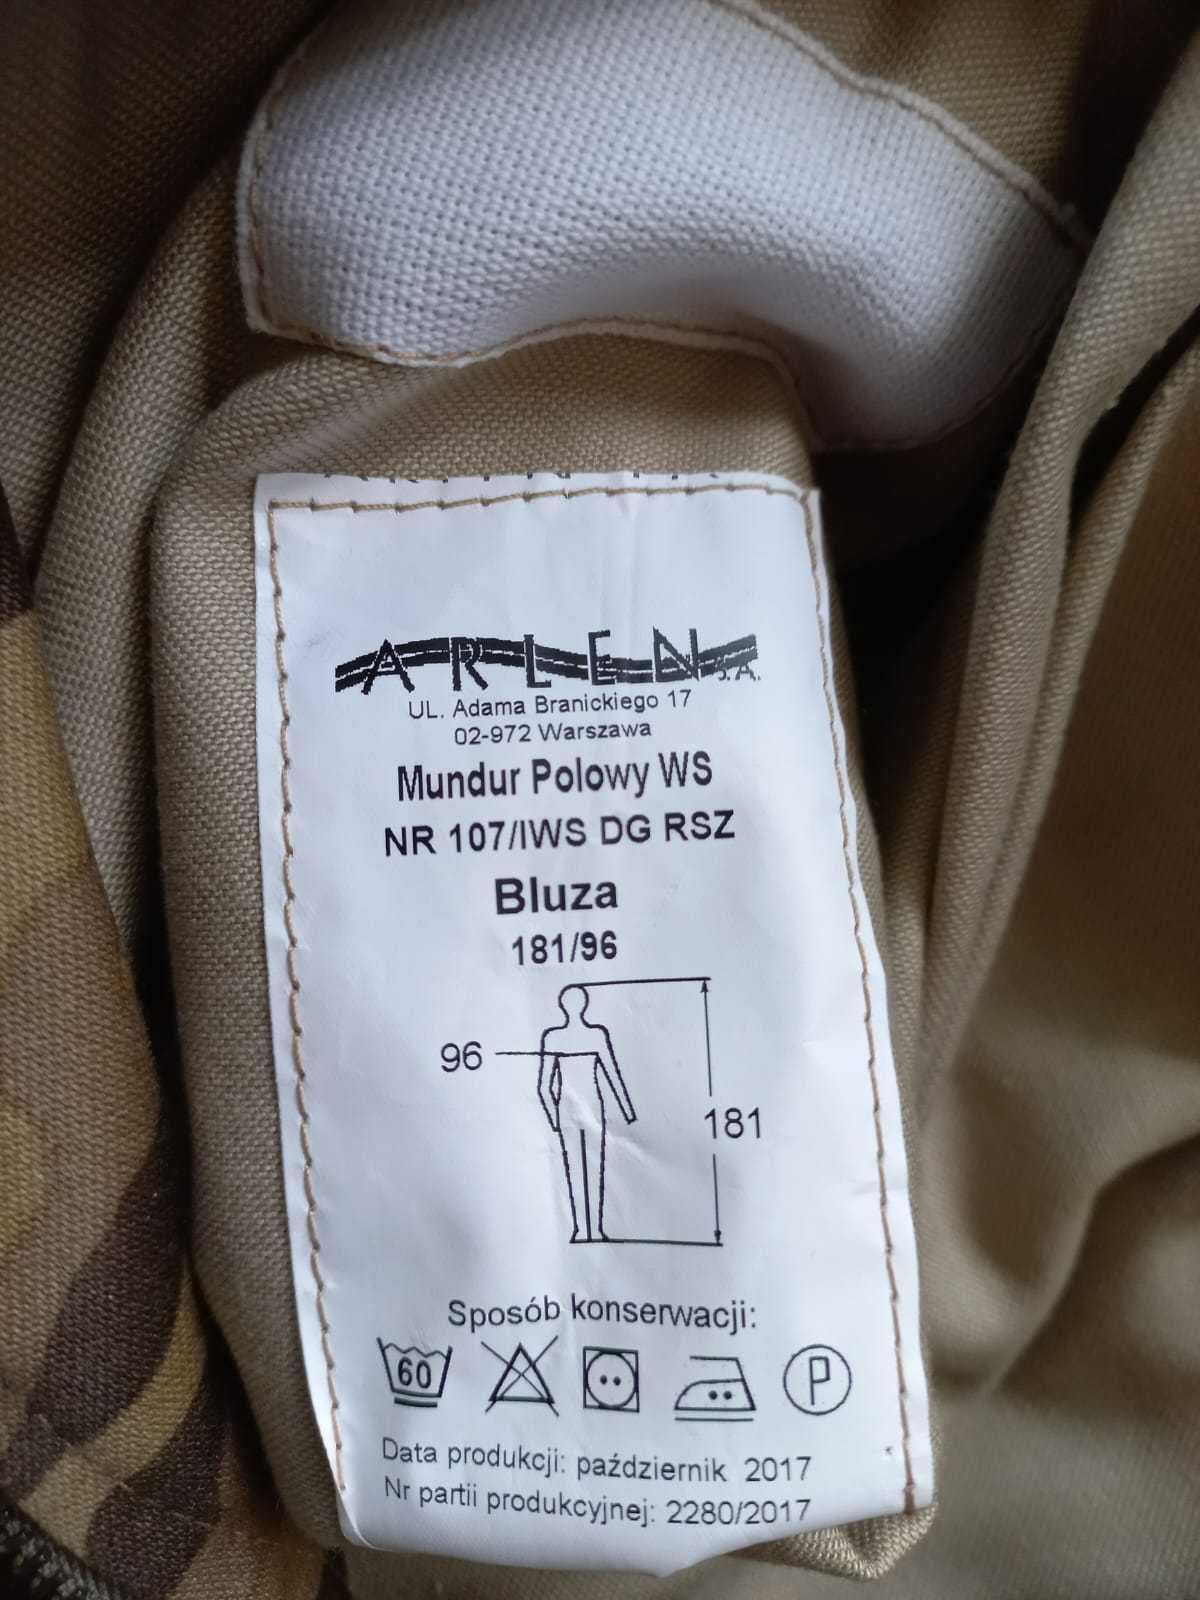 ARLEN S.A.
UL. Adama Branickiego 17
02-972 Warszawa
Mundur Polowy WS
NR 107/IWS DG RSZ
Bluza
181/96
96
181
Sposób konserwacji:
60 P
Data produkcji: październik 2017
Nr partii produkcyjnej: 2280/2017